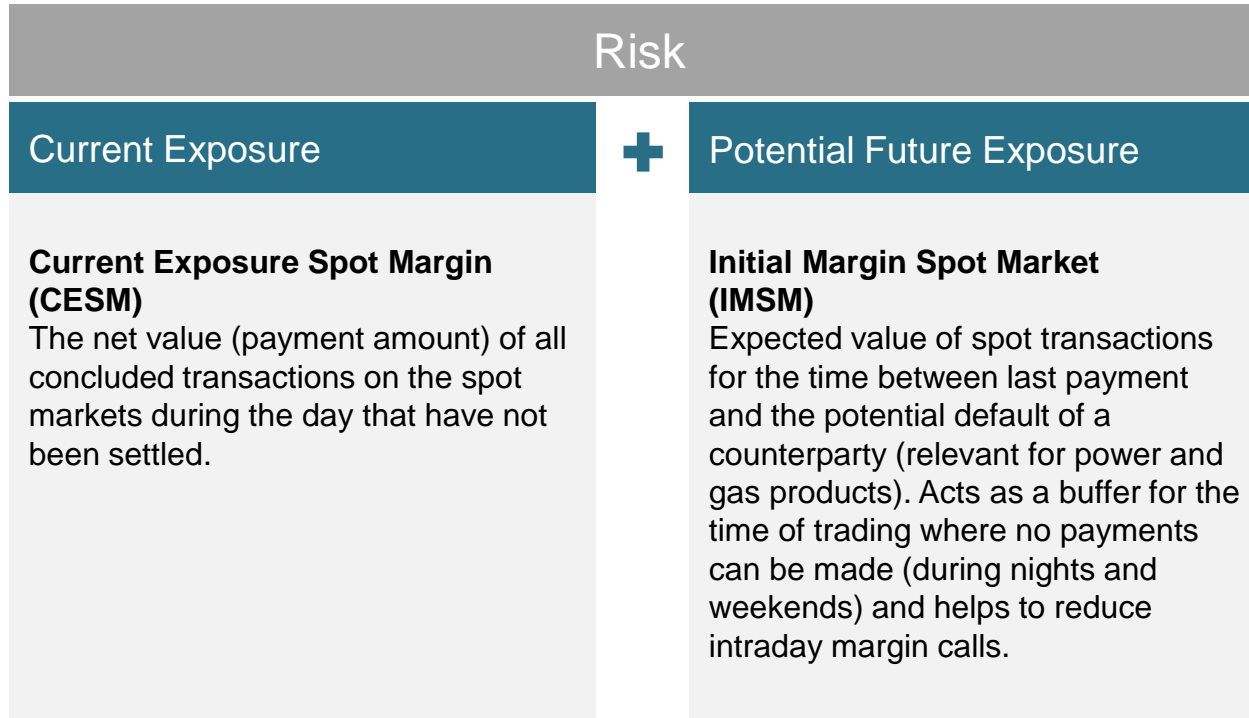 Risk
Current Exposure
Potential Future Exposure
Current Exposure Spot Margin
(CESM)
The net value (payment amount) of all
concluded transactions on the spot
markets during the day that have not
been settled.
Initial Margin Spot Market
(IMSM)
Expected value of spot transactions
for the time between last payment
and the potential default of a
counterparty (relevant for power and
gas products). Acts as a buffer for the
time of trading where no payments
can be made (during nights and
weekends) and helps to reduce
intraday margin calls.